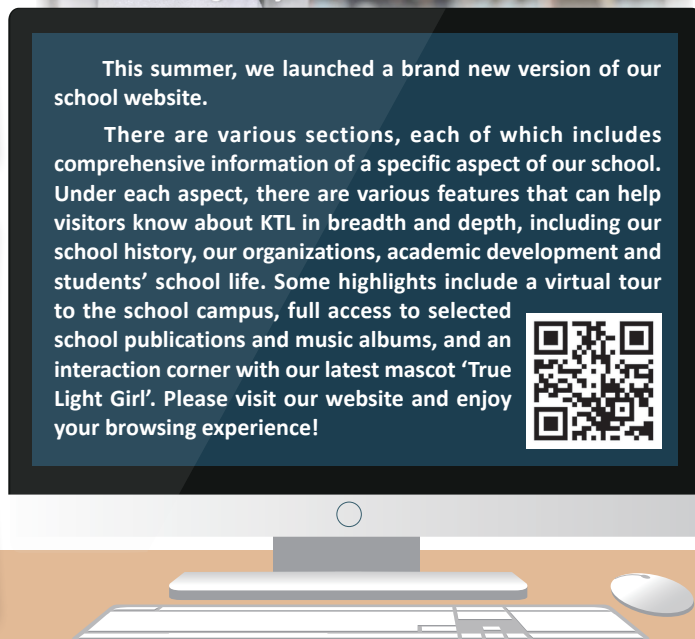 This summer, we launched a brand new version of our
school website.
There are various sections, each of which includes
comprehensive information of a specific aspect of our school.
Under each aspect, there are various features that can help
visitors know about KTL in breadth and depth, including our
school history, our organizations, academic development and
students’ school life. Some highlights include a virtual tour
to the school campus, full access to selected
school publications and music albums, and an
interaction corner with our latest mascot ‘True
Light Girl’. Please visit our website and enjoy
your browsing experience!